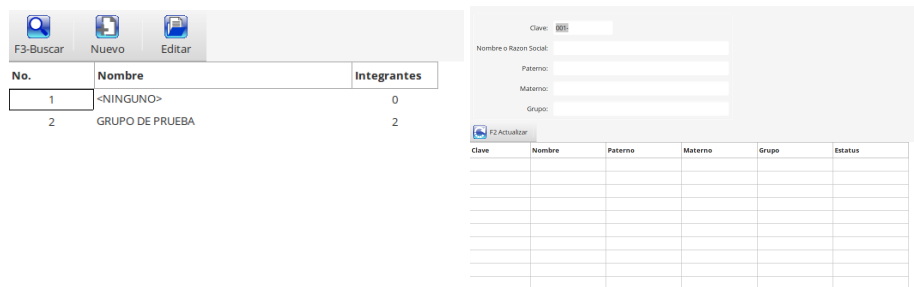 F3-Buscar Nuevo Editar
No. Nombre Integrantes
1 <NINGUNO> 0
2 GRUPO DE PRUEBA 2
Clave: 001-
Nombre o Razon Social:
Paterno:
Materno:
Grupo:
F2 Actualizar
Clave Nombre Paterno Materno Grupo Estatus